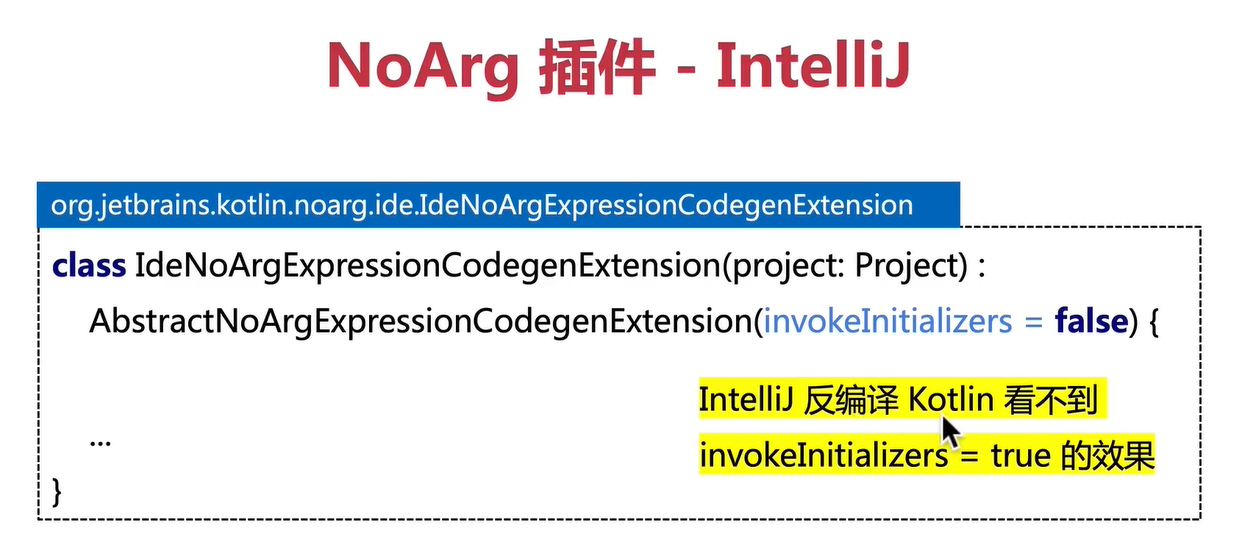 NoArg 插件 - IntelliJ
org.jetbrains.kotlin.noarg.ide.IdeNoArgExpressionCodegenExtension
class IdeNoArgExpressionCodegenExtension(project: Project) :
AbstractNoArgExpressionCodegenExtension(invokeInitializers = false) {
IntelliJ 反编译 Kotlin 看不到
...
invokeInitializers = true 的效果
}